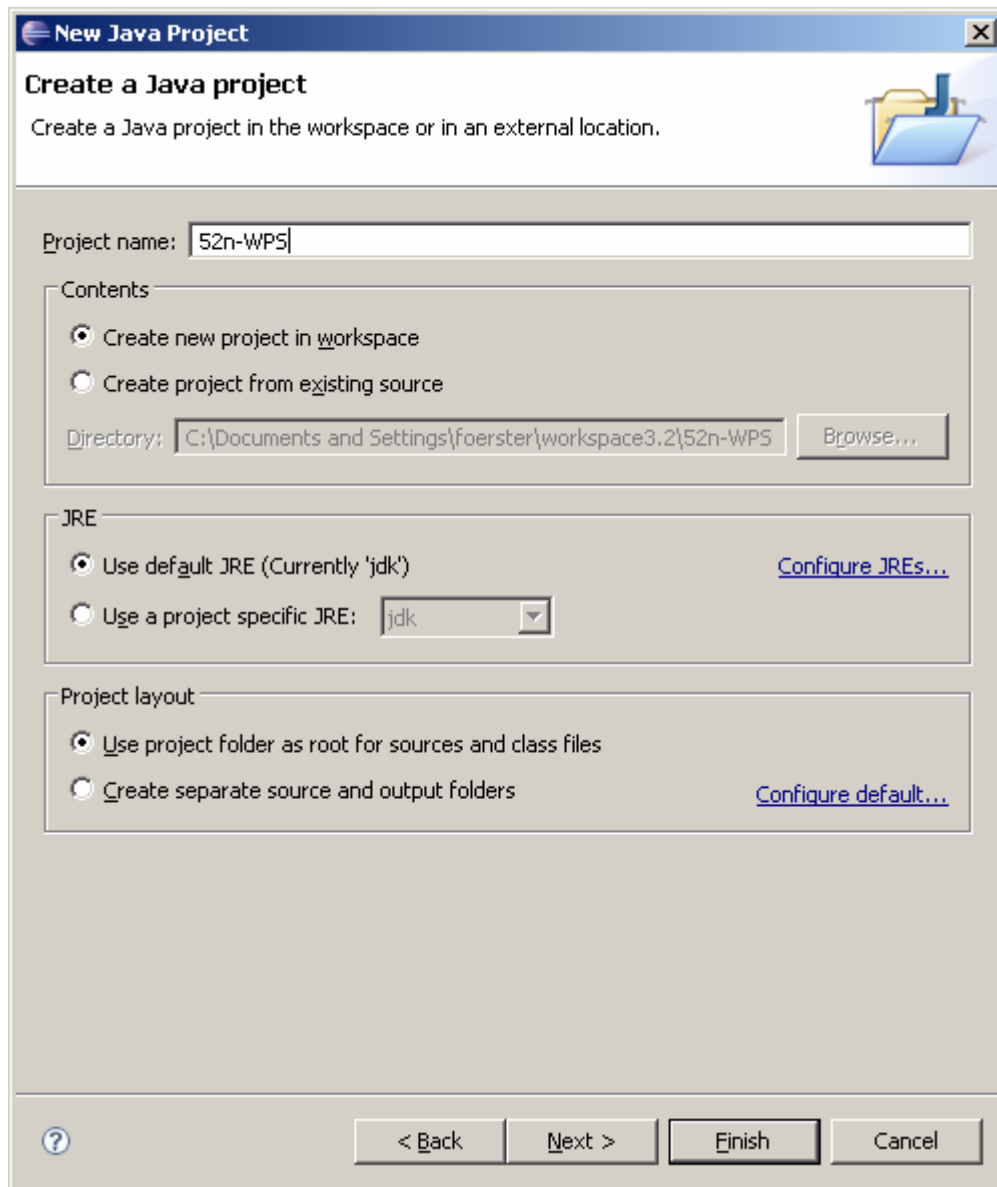 New Java Project
Create a Java project
Create a Java project in the workspace or in an external location.
Project name: 52n-WPS
Contents
Create new project in workspace
Create project from existing source
Directory: C:\Documents and Settings\foerster\workspace3.2\52n-WPS Browse...
JRE
Use default JRE (Currently 'jdk') Configure JREs...
Use a project specific JRE: jdk
Project layout
Use project folder as root for sources and class files
Create separate source and output folders Configure default...
? < Back Next > Finish Cancel